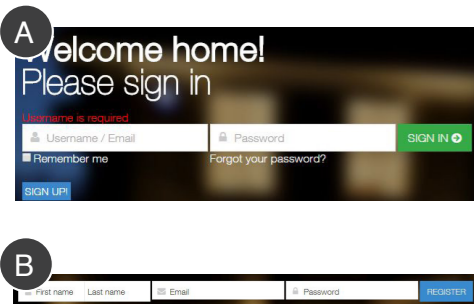 A
Welcome home!
Please sign in
Username is required
Username / Email Password SIGN IN
Remember me Forgot your password?
SIGN UP!
B
First name Last name Email Password REGISTER